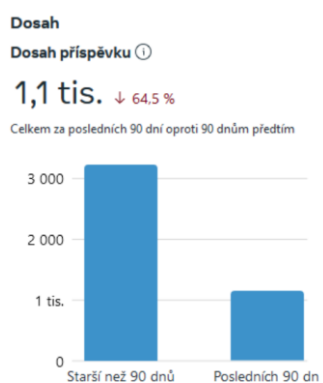 Dosah
Dosah příspěvku
1,1 tis. ↓ 64,5 %
Celkem za posledních 90 dní oproti 90 dnům předtím
3 000
2 000
1 tis.
0
Starší než 90 dnů
Posledních 90 dn